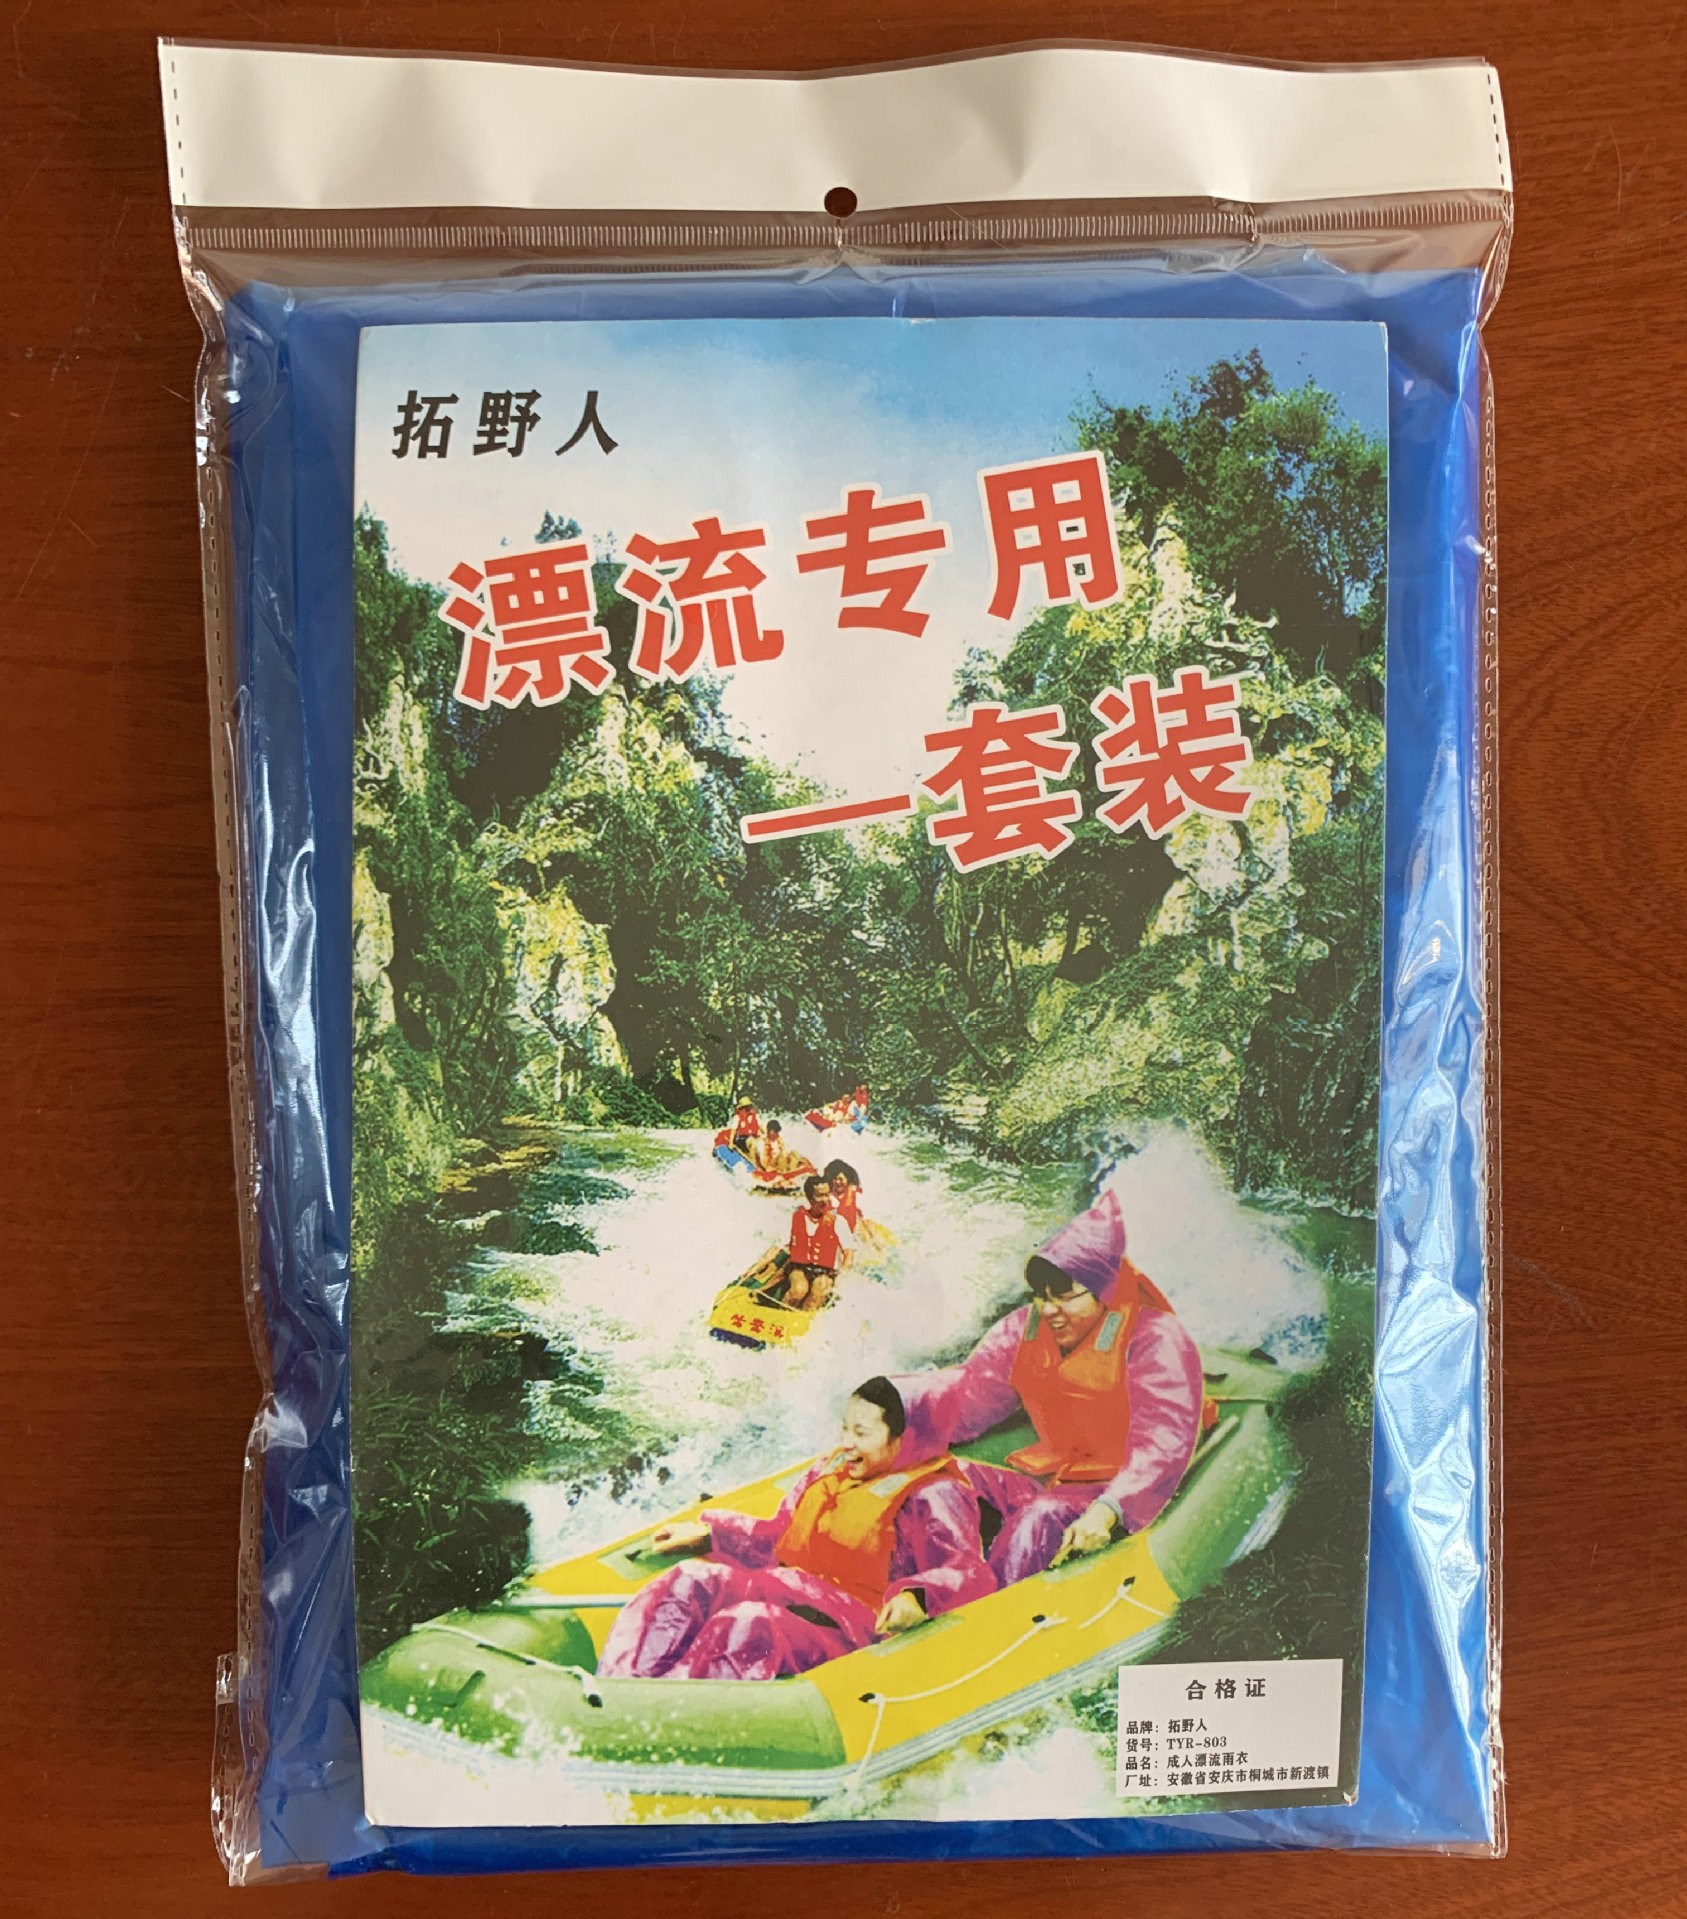 拓野人
漂流专用
一套装
合格证
品牌：拓野人
货号：TYR-803
品名：成人漂流雨衣
厂址：安徽省安庆市桐城市新渡镇